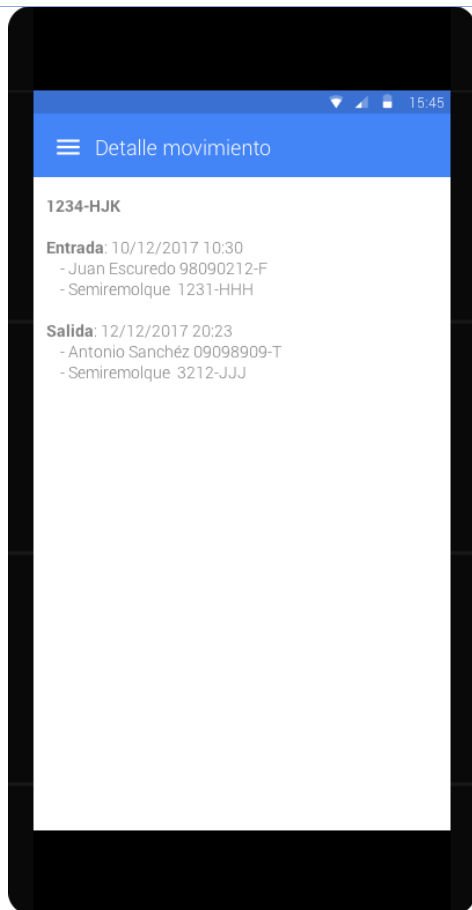 15:45
Detalle movimiento
1234-HJK
Entrada: 10/12/2017 10:30
- Juan Escuredo 98090212-F
- Semiremolque 1231-HHH
Salida: 12/12/2017 20:23
- Antonio Sanchéz 09098909-T
- Semiremolque 3212-JJJ